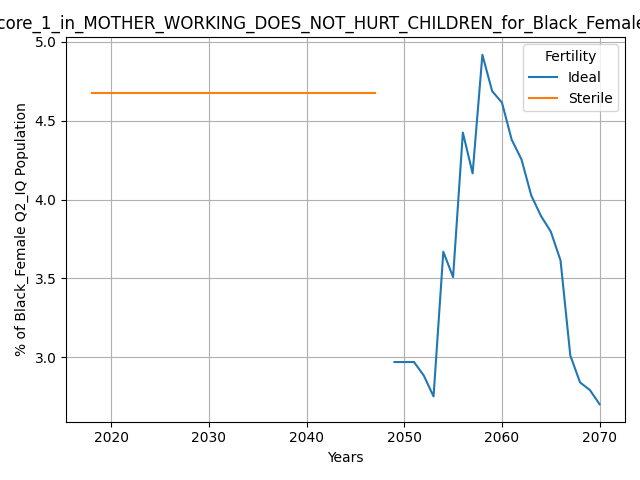 core_1_in_MOTHER_WORKING_DOES_NOT_HURT_CHILDREN_for_Black_Female
Fertility
Ideal
Sterile
% of Black_Female Q2_IQ Population
5.0
4.5
4.0
3.5
3.0
2020 2030 2040 2050 2060 2070
Years